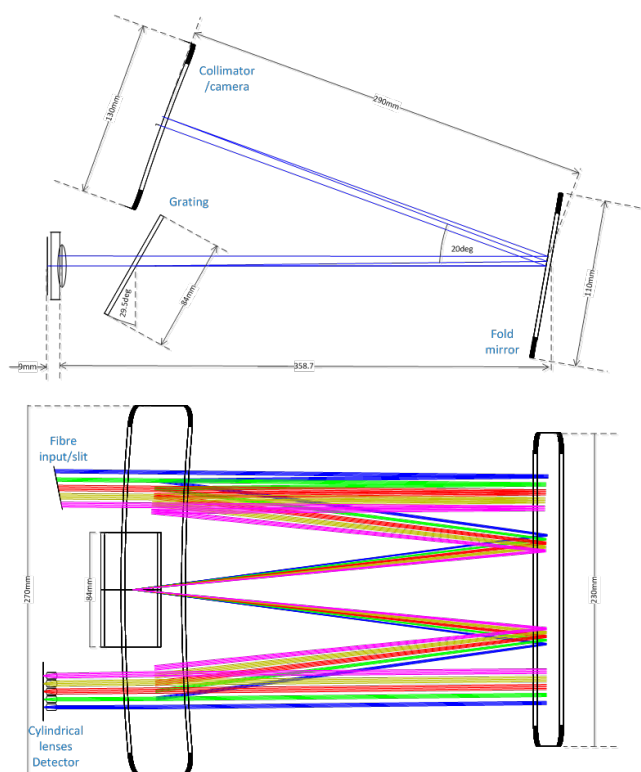 Collimator
/camera
130mm
290mm
Grating
20deg
84mm
29.5deg
110mm
Fold
mirror
9mm
358.7
Fibre
input/slit
270mm
84mm
230mm
Cylindrical
lenses
Detector